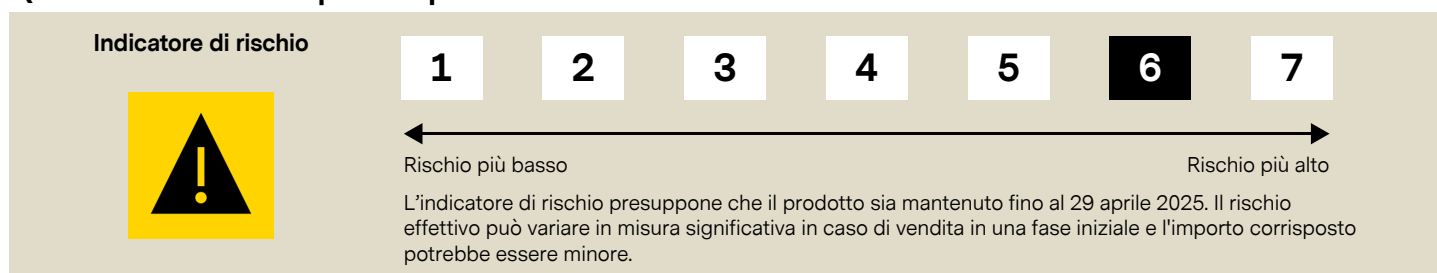 Indicatore di rischio
1 2 3 4 5 6 7
Rischio più basso Rischio più alto
L'indicatore di rischio presuppone che il prodotto sia mantenuto fino al 29 aprile 2025. Il rischio
effettivo può variare in misura significativa in caso di vendita in una fase iniziale e l'importo corrisposto
potrebbe essere minore.